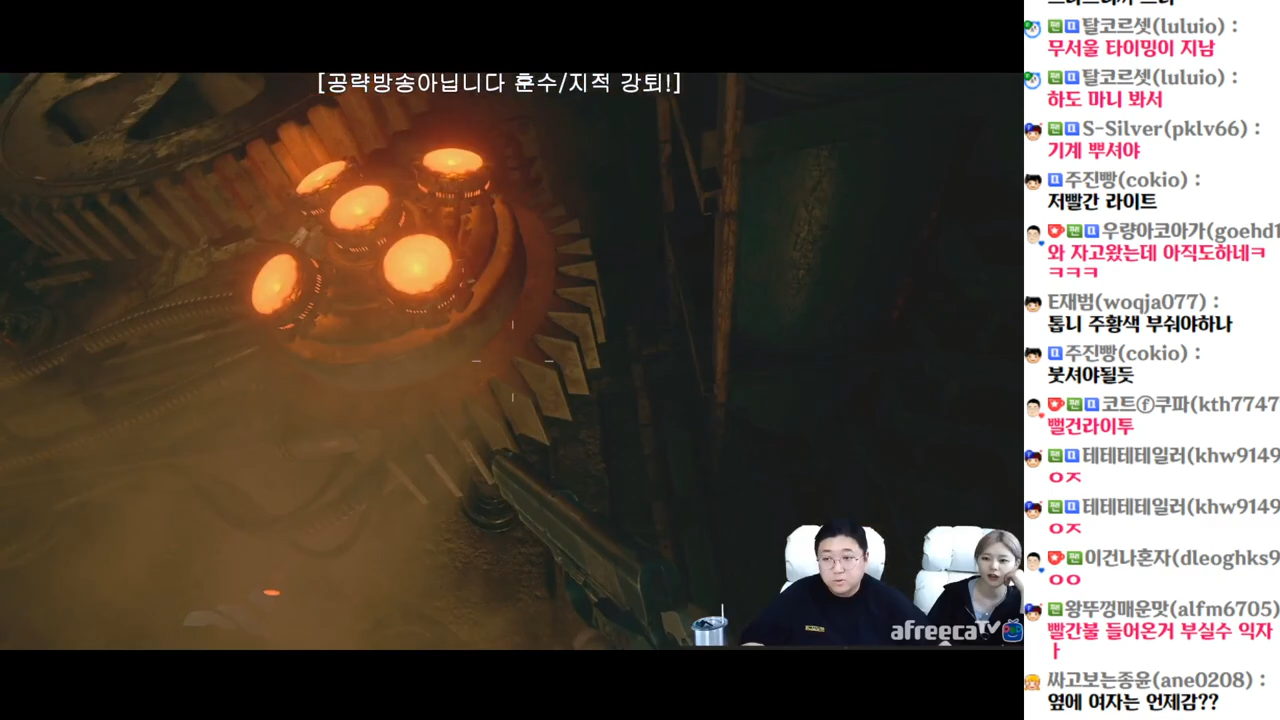 [공략방송아닙니다 훈수/지적 강퇴!]
탈코르셋(luluio) :
무서울 타이밍이 지남
탈코르셋(luluio) :
하도 마니 봐서
S-Silver(pklv66) :
기계 뿌셔야
주진빵(cokio) :
저빨간 라이트
우량아코아가(goehd1
와 자고왔는데 아직도하네ㅋ
ㅋㅋㅋ
E재범(woqja077) :
톱니 주황색 부숴야하나
주진빵(cokio) :
붓셔야될듯
코트ⓕ쿠파(kth7747
뻘건라이투
테테테테일러(khw9149
ㅇㅈ
테테테테일러(khw9149
ㅇㅈ
이건나혼자(dleoghks9
ㅇㅇ
왕뚜껑매운맛(alfm6705)
빨간불 들어온거 부실수 익자
ㅏ
싸고보는종윤(ane0208) :
옆에 여자는 언제감??
afreecaTV